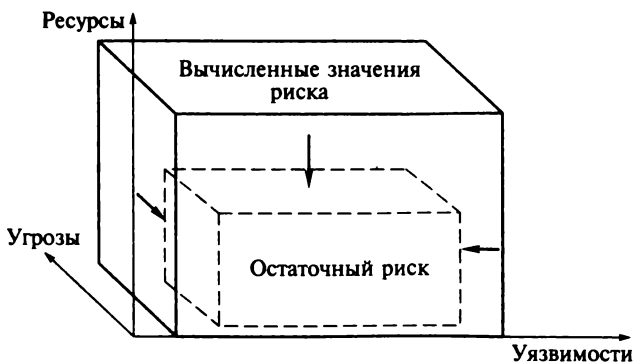 Ресурсы
Вычисленные значения
риска
Угрозы
Остаточный риск
Уязвимости